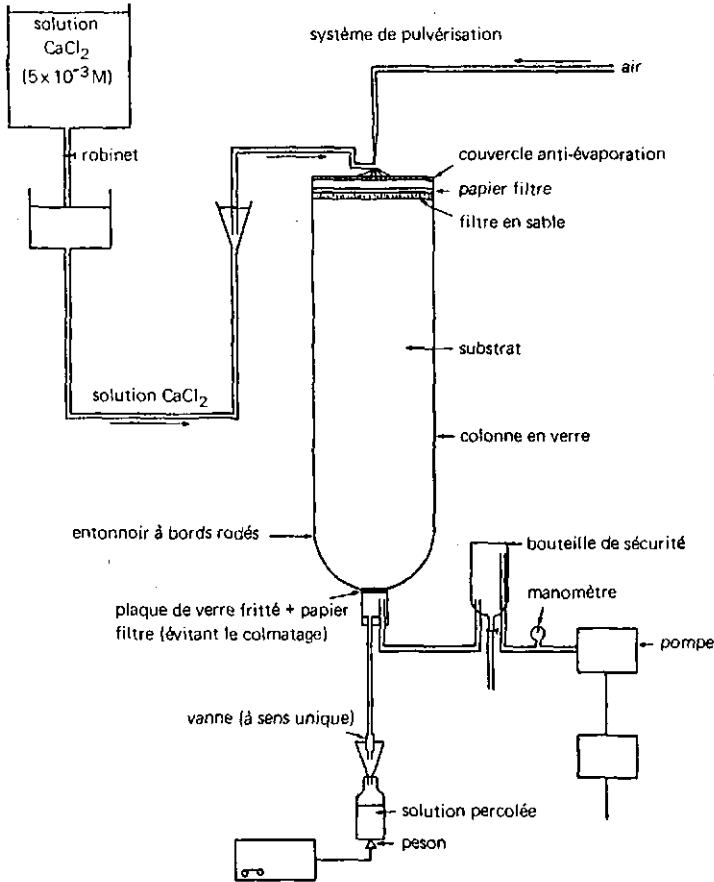 solution
CaCl2
(5 x 10⁻³ M)
système de pulvérisation
air
robinet
couvercle anti-évaporation
papier filtre
filtre en sable
substrat
solution CaCl2
colonne en verre
entonnoir à bords rodés
bouteille de sécurité
manomètre
plaque de verre fritté + papier
filtre (évitant le colmatage)
pompe
vanne (à sens unique)
solution percolée
peson